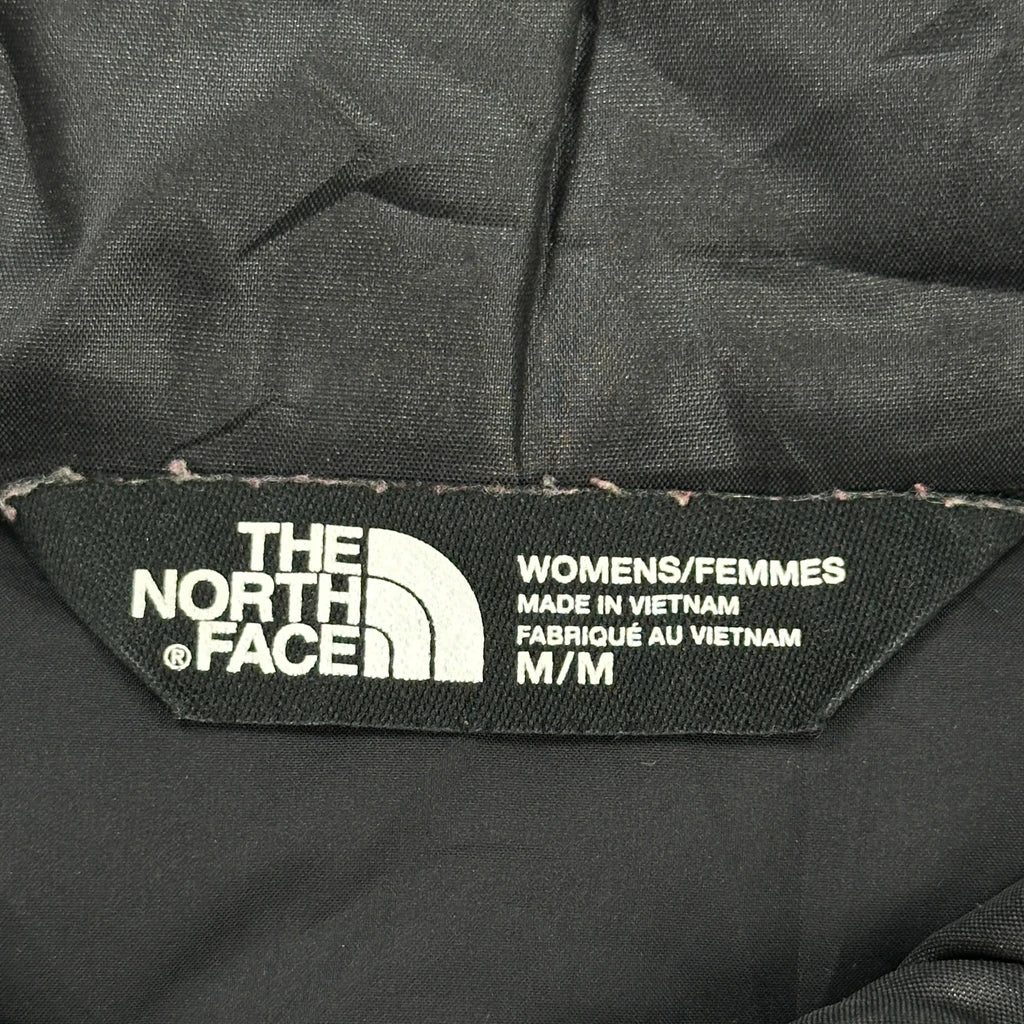 THE
NORTH
® FACE
WOMENS/FEMMES
MADE IN VIETNAM
FABRIQUÉ AU VIETNAM
M/M